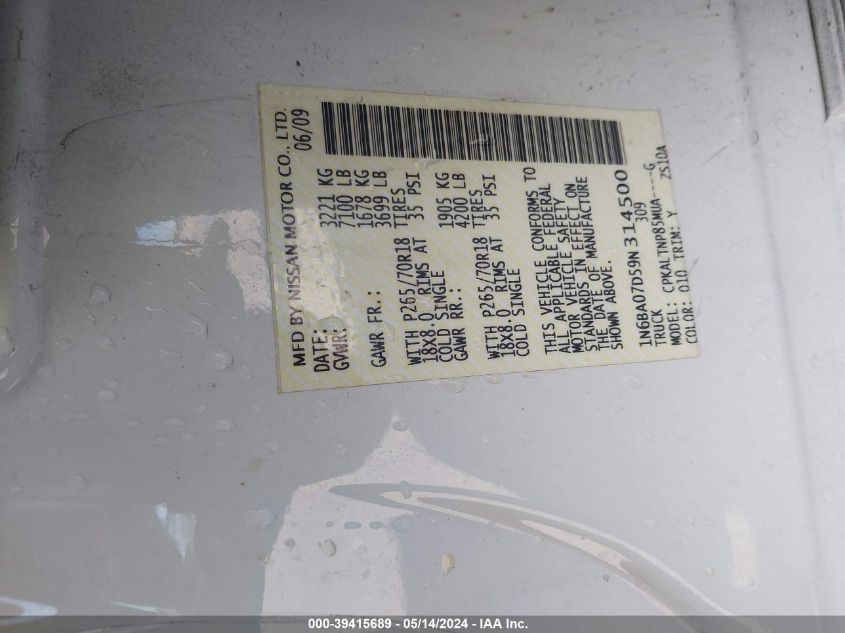 MFD BY NISSAN MOTOR CO., LTD.
DATE: 06/09
GVWR: 3221 KG
7100 LB
GAWR FR.: 1678 KG
3699 LB
WITH P265/70R18 TIRES
18X8.0 RIMS AT 35 PSI
COLD SINGLE
GAWR RR.: 1905 KG
4200 LB
WITH P265/70R18 TIRES
18X8.0 RIMS AT 35 PSI
COLD SINGLE
THIS VEHICLE CONFORMS TO
ALL APPLICABLE FEDERAL
MOTOR VEHICLE SAFETY
STANDARDS IN EFFECT ON
THE DATE OF MANUFACTURE
SHOWN ABOVE.
1N6BA07D59N314500
TRUCK 309
MODEL: CPKALTNP85MUA----G
COLOR: 010 TRIM: Y ZS10A
000-39415689 - 05/14/2024 - IAA Inc.